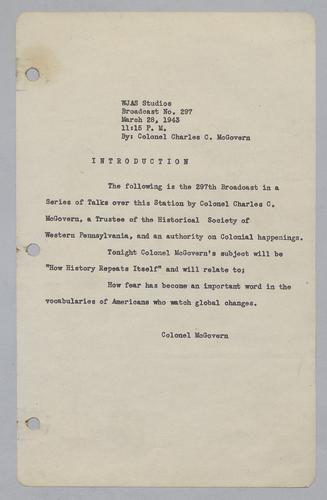 WJAS Studios
Broadcast No. 297
March 28, 1943
11:15 P. M.
By: Colonel Charles C. McGovern
I N T R O D U C T I O N
The following is the 297th Broadcast in a
Series of Talks over this Station by Colonel Charles C.
McGovern, a Trustee of the Historical Society of
Western Pennsylvania, and an authority on Colonial happenings.
Tonight Colonel McGovern's subject will be
"How History Repeats Itself" and will relate to;
How fear has become an important word in the
vocabularies of Americans who watch global changes.
Colonel McGovern